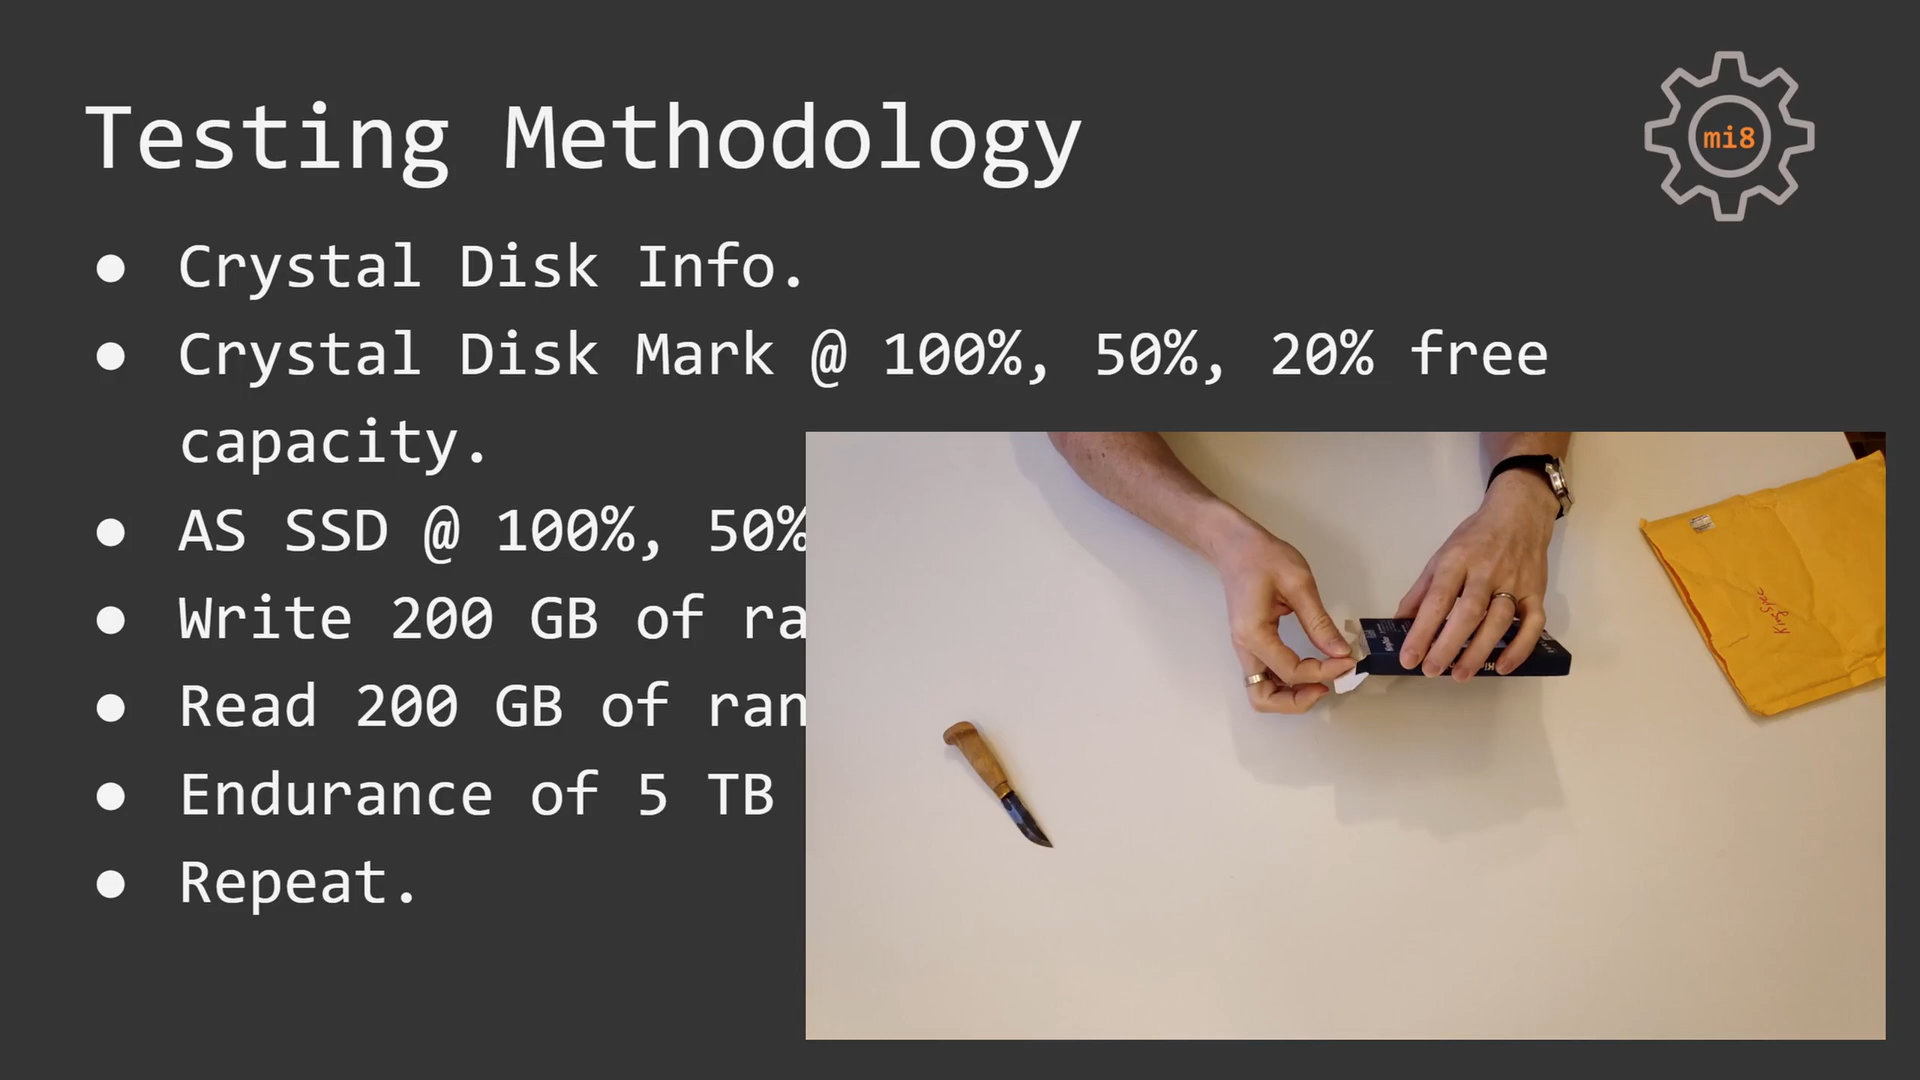 Testing Methodology
mi8
● Crystal Disk Info.
● Crystal Disk Mark @ 100%, 50%, 20% free
capacity.
● AS SSD @ 100%, 50%
● Write 200 GB of ra
● Read 200 GB of ran
● Endurance of 5 TB
● Repeat.
KingSpec